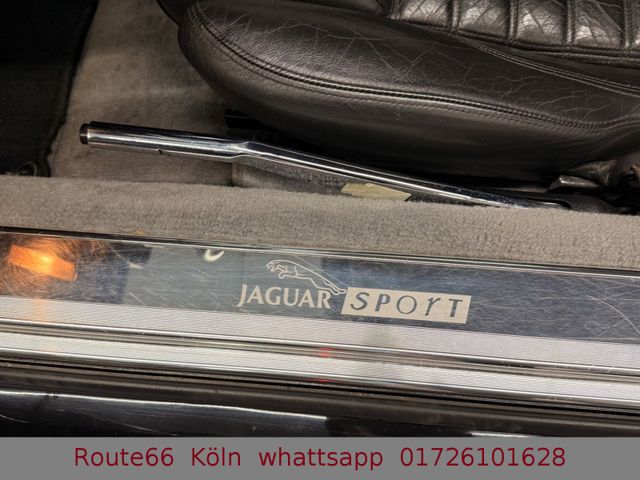 JAGUAR SPORT
Route66 Köln whattsapp 01726101628